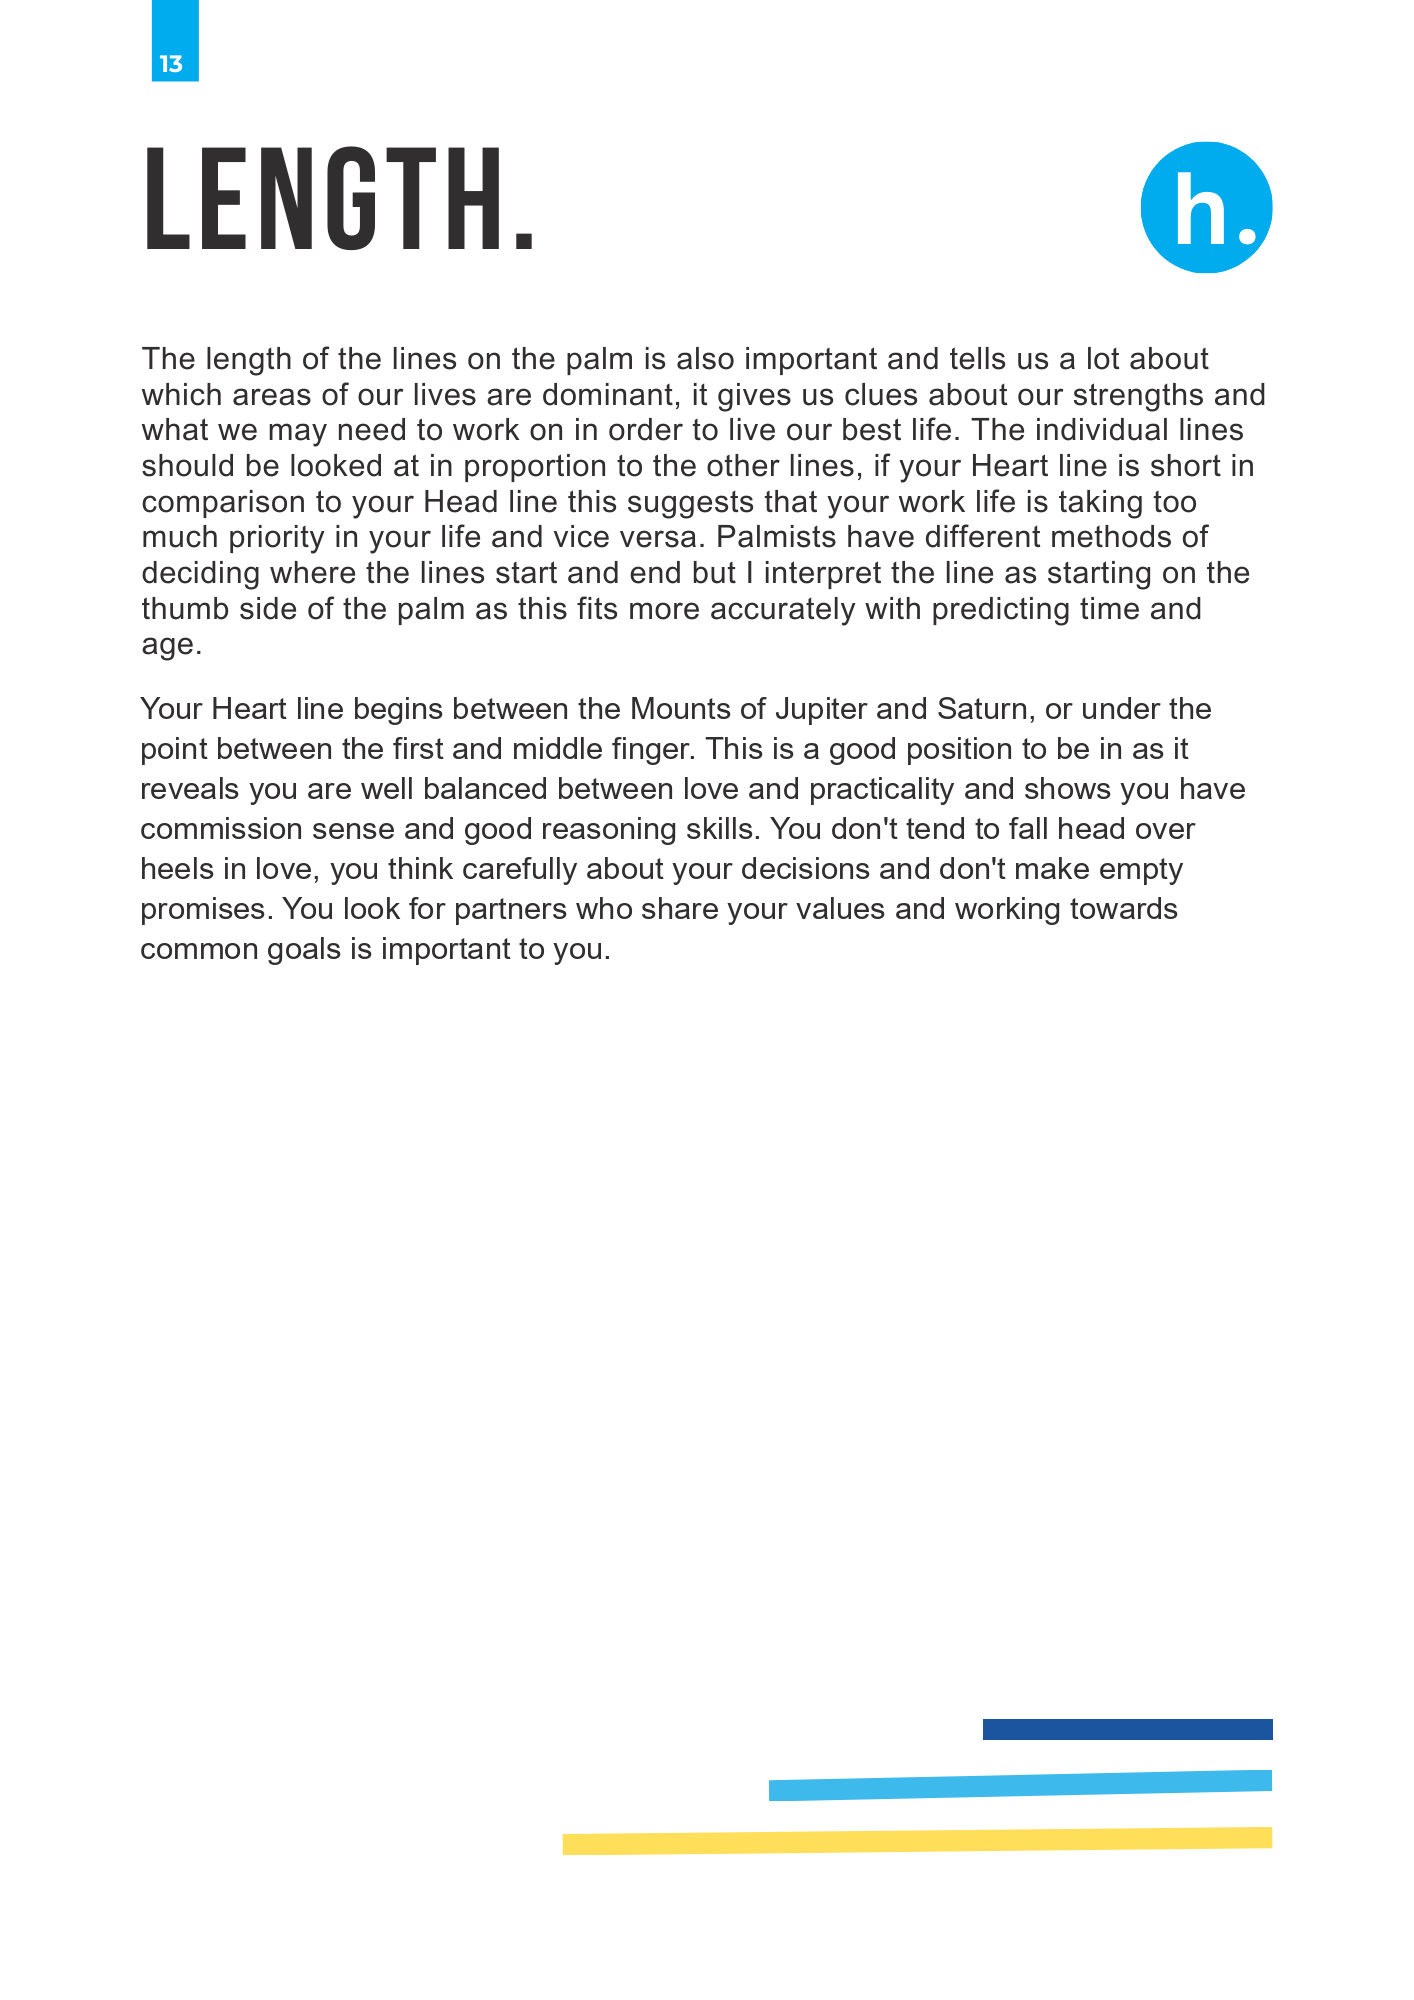 13
LENGTH.
h.
The length of the lines on the palm is also important and tells us a lot about
which areas of our lives are dominant, it gives us clues about our strengths and
what we may need to work on in order to live our best life. The individual lines
should be looked at in proportion to the other lines, if your Heart line is short in
comparison to your Head line this suggests that your work life is taking too
much priority in your life and vice versa. Palmists have different methods of
deciding where the lines start and end but I interpret the line as starting on the
thumb side of the palm as this fits more accurately with predicting time and
age.
Your Heart line begins between the Mounts of Jupiter and Saturn, or under the
point between the first and middle finger. This is a good position to be in as it
reveals you are well balanced between love and practicality and shows you have
commission sense and good reasoning skills. You don't tend to fall head over
heels in love, you think carefully about your decisions and don't make empty
promises. You look for partners who share your values and working towards
common goals is important to you.